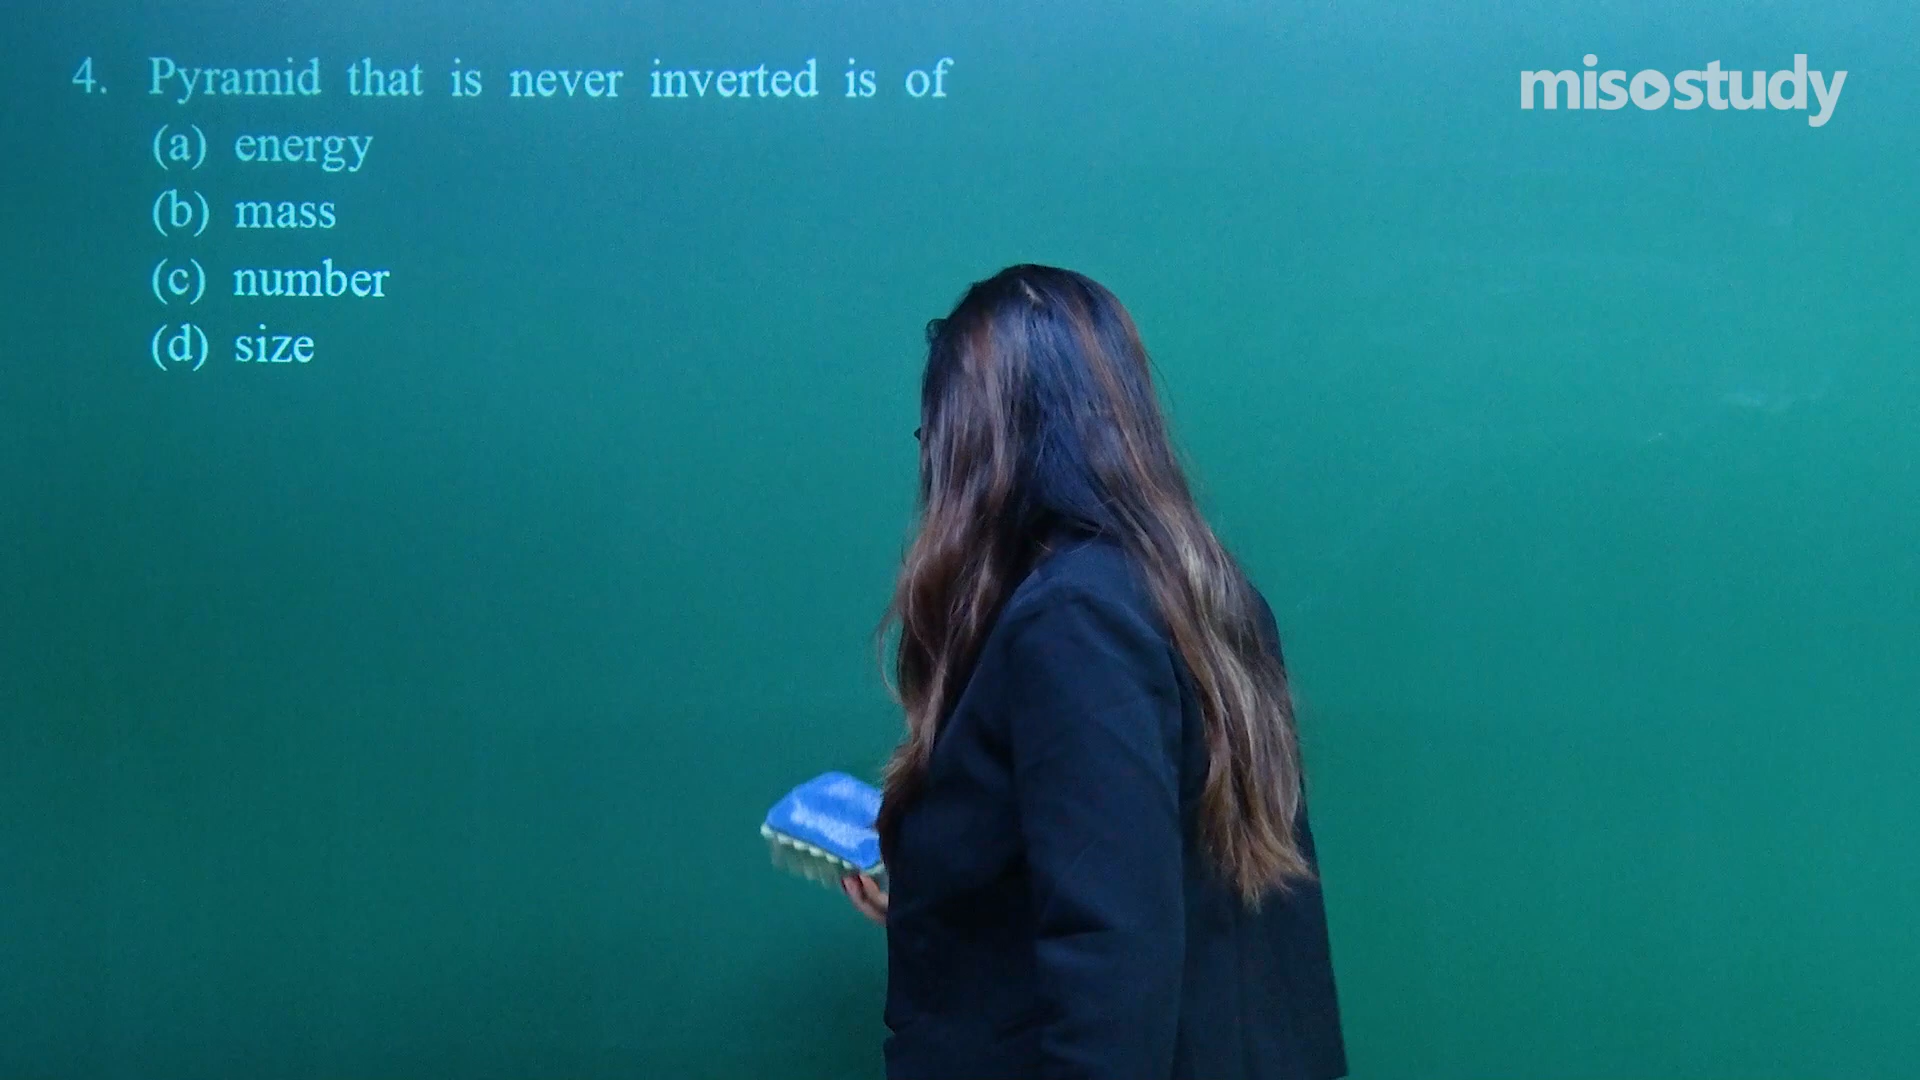 4. Pyramid that is never inverted is of
(a) energy
(b) mass
(c) number
(d) size
misostudy